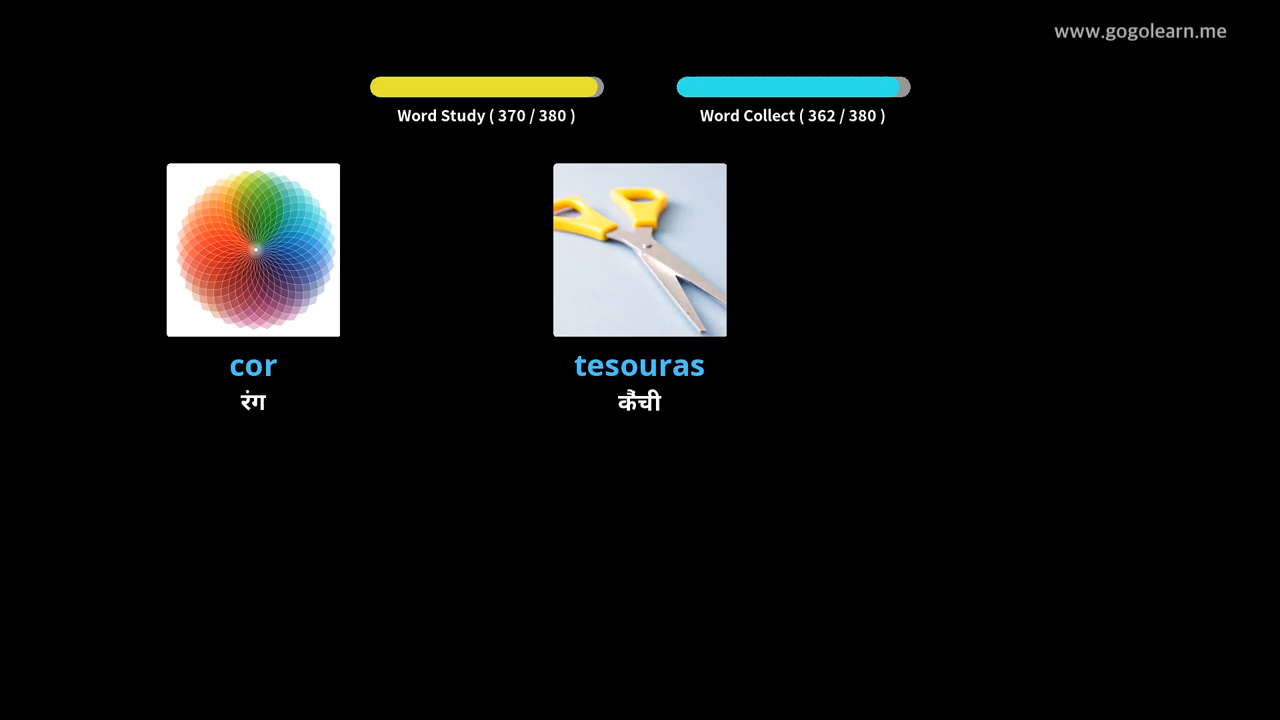 www.gogolearn.me
Word Study ( 370 / 380 )
Word Collect ( 362 / 380 )
cor
tesouras
रंग
कैंची